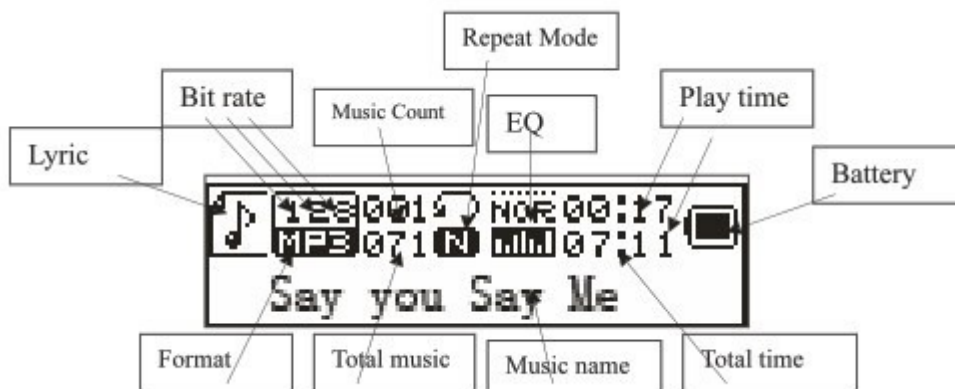 Repeat Mode
Bit rate
Music Count
EQ
Play time
Lyric
Battery
128 001 NOR 00:17
MP3 071 N 07:11
Say you Say Me
Format
Total music
Music name
Total time